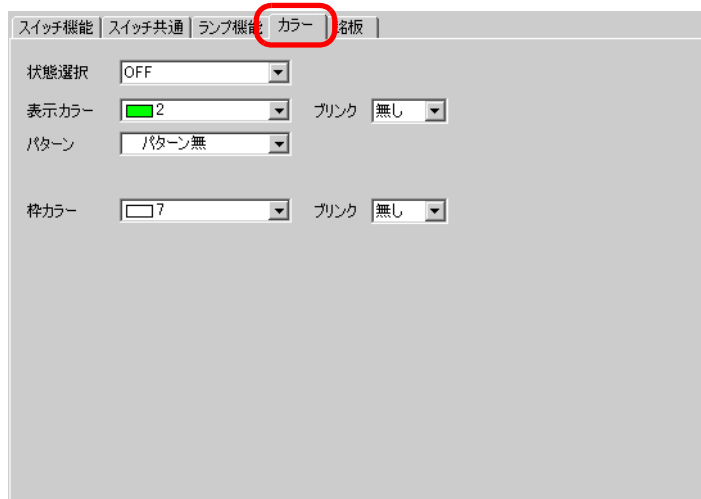 スイッチ機能 スイッチ共通 ランプ機能 カラー 銘板
状態選択 OFF
表示カラー 2 ブリンク 無し
パターン パターン無
枠カラー 7 ブリンク 無し